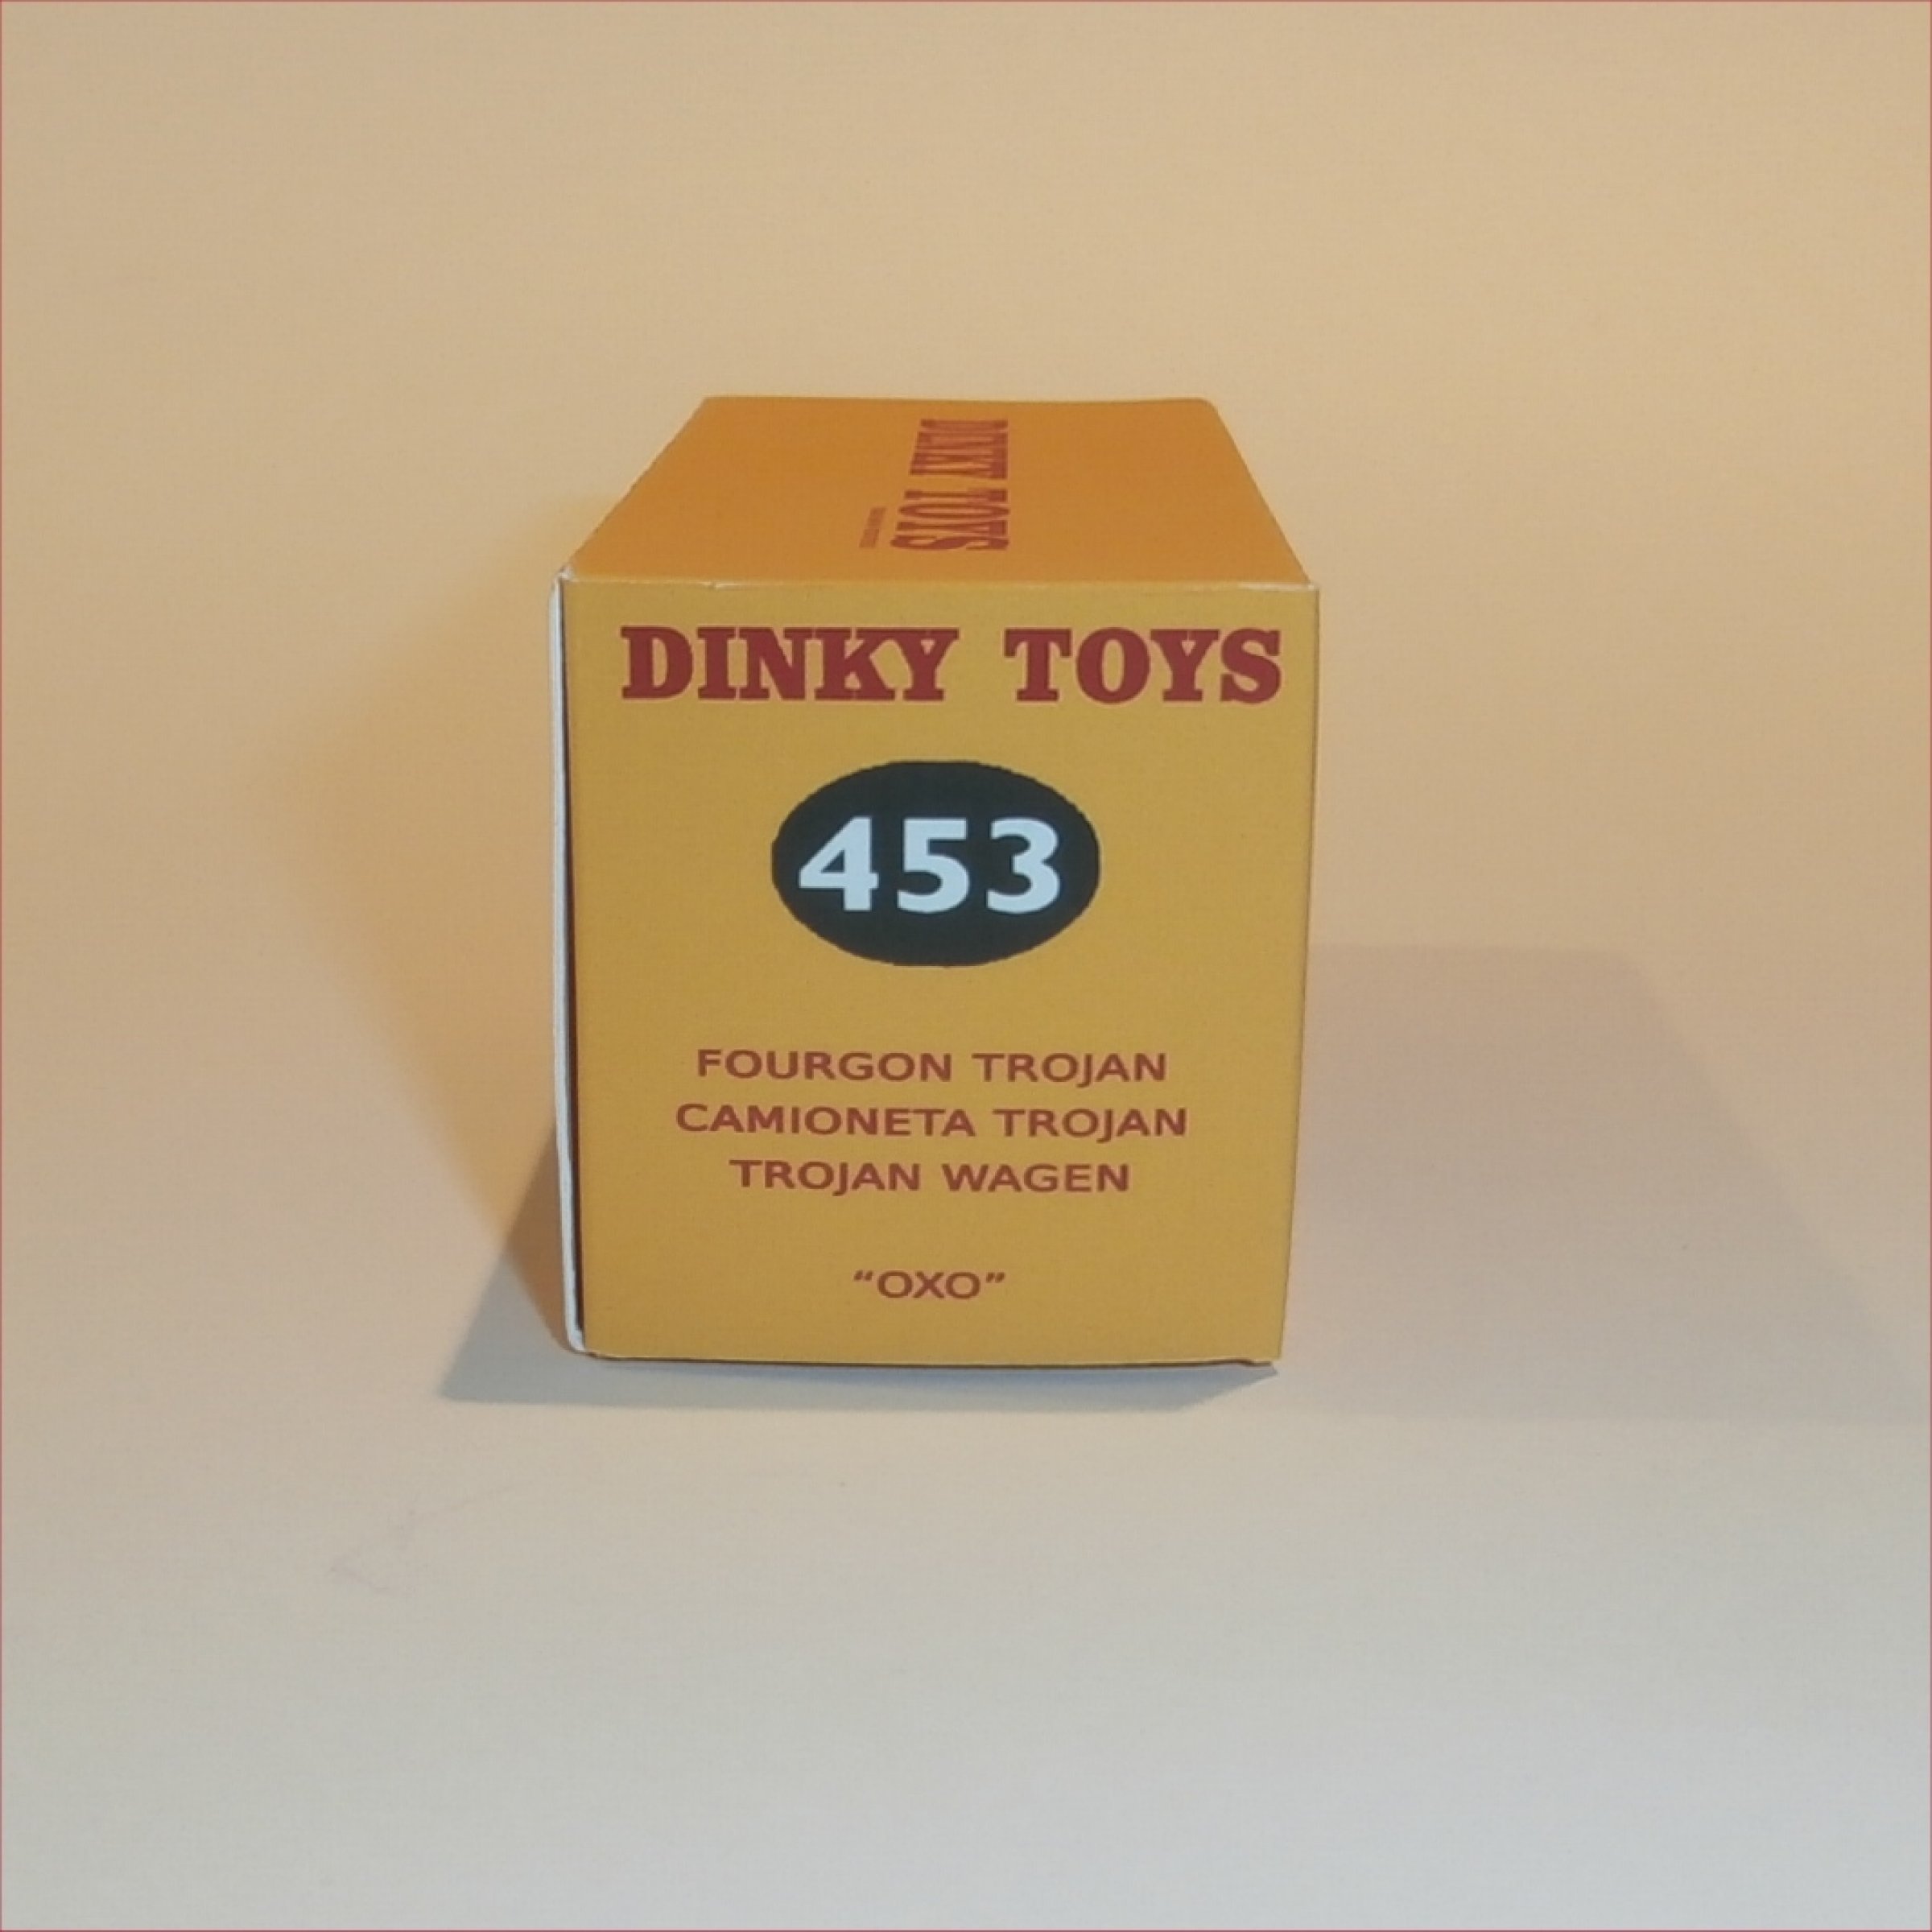 DINKY TOYS
DINKY TOYS
453
FOURGON TROJAN
CAMIONETA TROJAN
TROJAN WAGEN
“OXO”